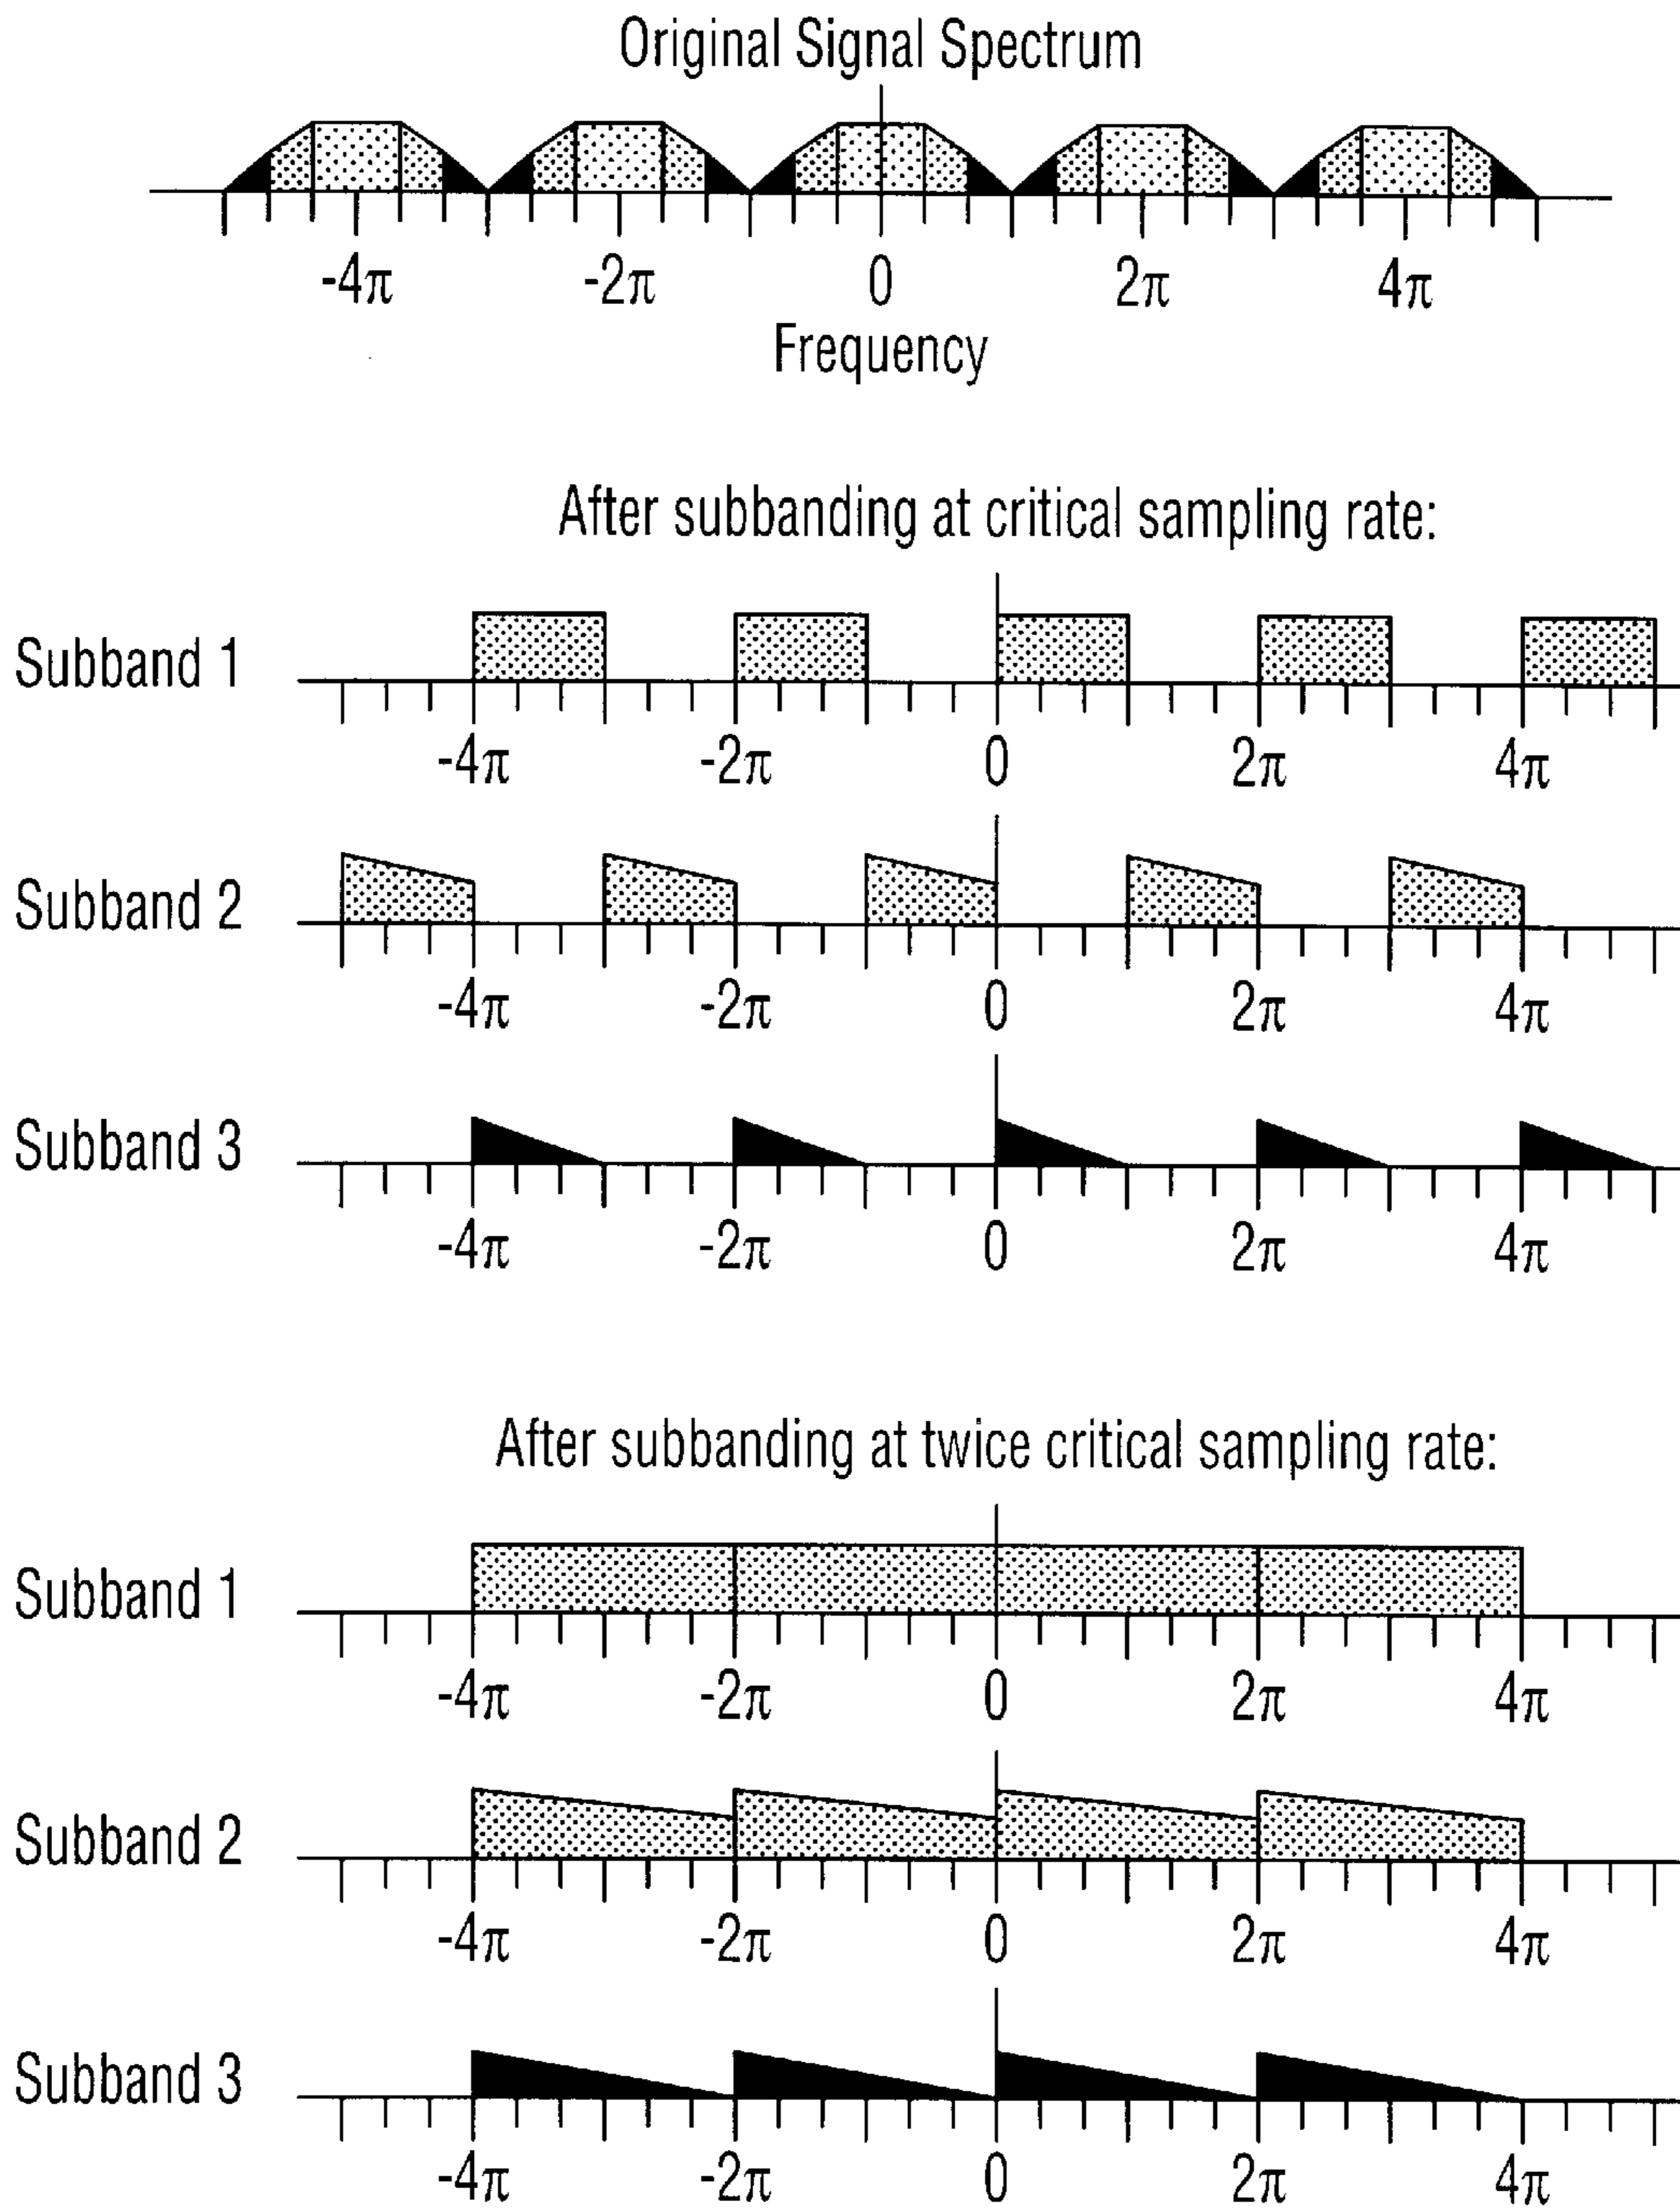 Original Signal Spectrum
-4π -2π 0 2π 4π
Frequency
After subbanding at critical sampling rate:
Subband 1
-4π -2π 0 2π 4π
Subband 2
-4π -2π 0 2π 4π
Subband 3
-4π -2π 0 2π 4π
After subbanding at twice critical sampling rate:
Subband 1
-4π -2π 0 2π 4π
Subband 2
-4π -2π 0 2π 4π
Subband 3
-4π -2π 0 2π 4π